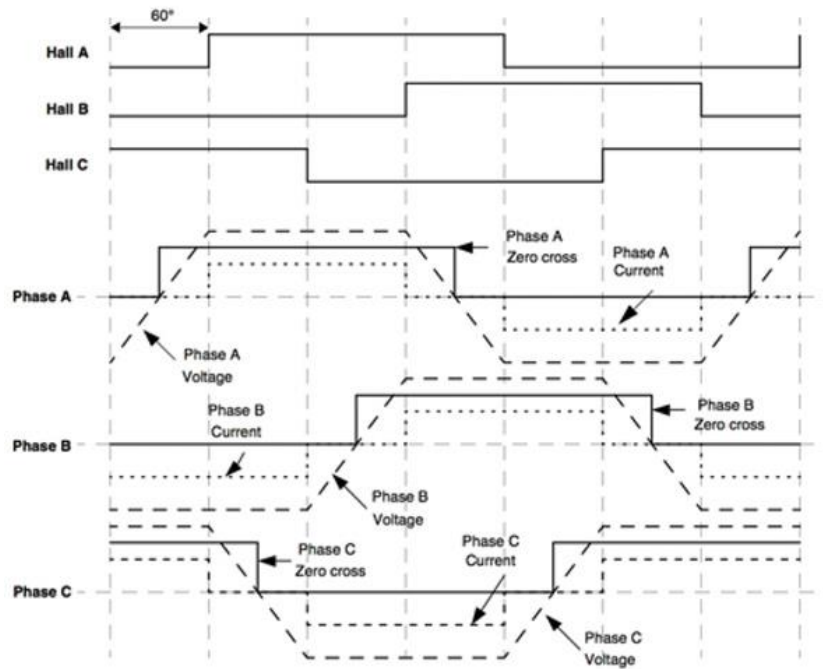 60°
Hall A
Hall B
Hall C
Phase A
Zero cross
Phase A
Current
Phase A
Phase A
Voltage
Phase B
Current
Phase B
Zero cross
Phase B
Phase B
Voltage
Phase C
Zero cross
Phase C
Current
Phase C
Phase C
Voltage